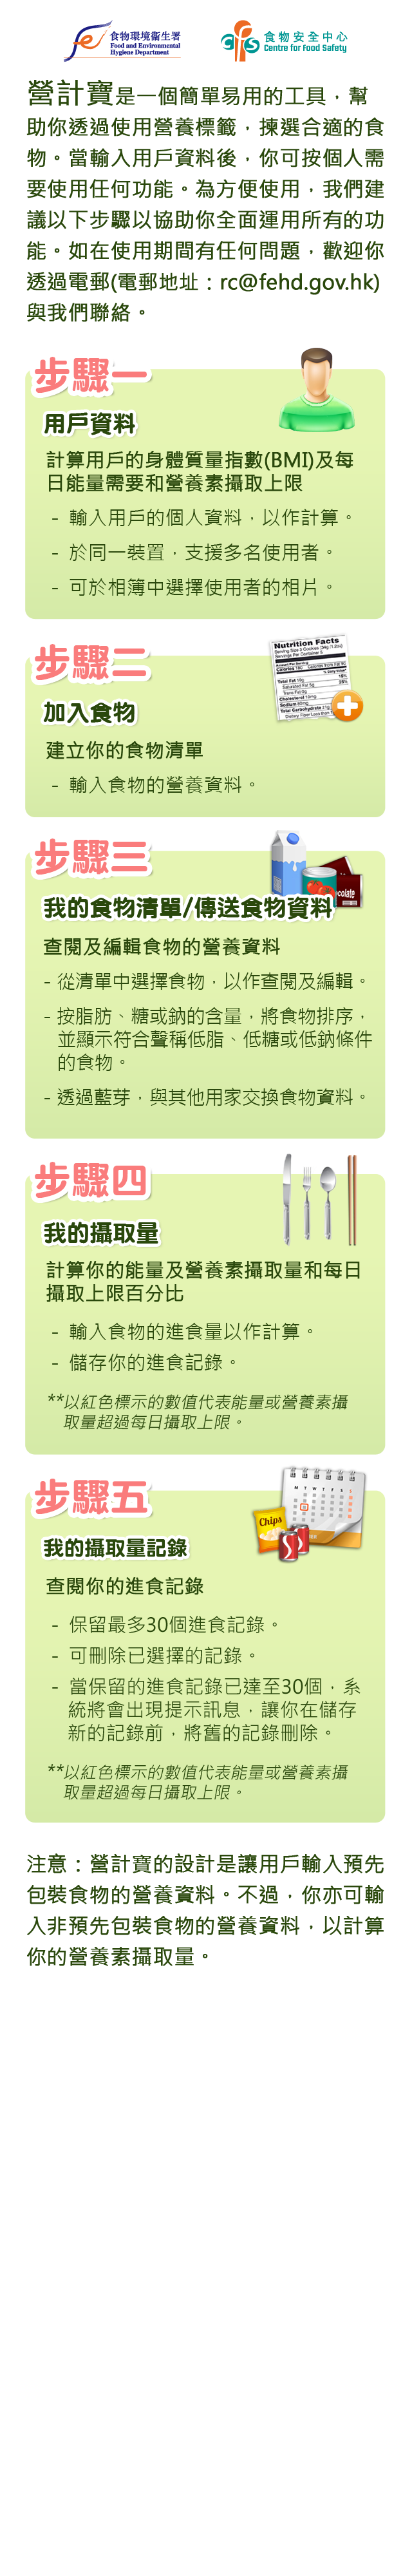 食物環境衞生署
Food and Environmental
Hygiene Department
食物安全中心
Centre for Food Safety
營計寶是一個簡單易用的工具，幫
助你透過使用營養標籤，揀選合適的食
物。當輸入用戶資料後，你可按個人需
要使用任何功能。為方便使用，我們建
議以下步驟以協助你全面運用所有的功
能。如在使用期間有任何問題，歡迎你
透過電郵(電郵地址：rc@fehd.gov.hk)
與我們聯絡。
步驟一
用戶資料
計算用戶的身體質量指數(BMI)及每
日能量需要和營養素攝取上限
- 輸入用戶的個人資料，以作計算。
- 於同一裝置，支援多名使用者。
- 可於相簿中選擇使用者的相片。
步驟二
Nutrition Facts
加入食物
建立你的食物清單
- 輸入食物的營養資料。
步驟三
我的食物清單/傳送食物資料
查閱及編輯食物的營養資料
- 從清單中選擇食物，以作查閱及編輯。
- 按脂肪、糖或鈉的含量，將食物排序，
並顯示符合聲稱低脂、低糖或低鈉條件
的食物。
- 透過藍芽，與其他用家交換食物資料。
步驟四
我的攝取量
計算你的能量及營養素攝取量和每日
攝取上限百分比
- 輸入食物的進食量以作計算。
- 儲存你的進食記錄。
**以紅色標示的數值代表能量或營養素攝
取量超過每日攝取上限。
步驟五
M T W T F S S
Chips
我的攝取量記錄
查閱你的進食記錄
- 保留最多30個進食記錄。
- 可刪除已選擇的記錄。
- 當保留的進食記錄已達至30個，系
統將會出現提示訊息，讓你在儲存
新的記錄前，將舊的記錄刪除。
**以紅色標示的數值代表能量或營養素攝
取量超過每日攝取上限。
注意：營計寶的設計是讓用戶輸入預先
包裝食物的營養資料。不過，你亦可輸
入非預先包裝食物的營養資料，以計算
你的營養素攝取量。